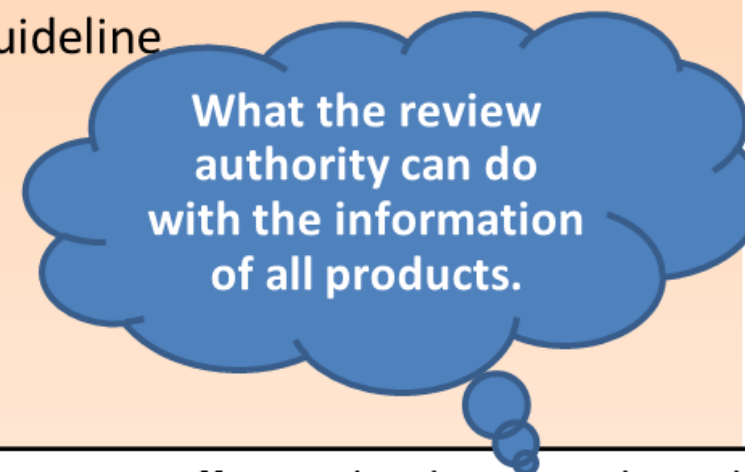 uideline
What the review
authority can do
with the information
of all products.